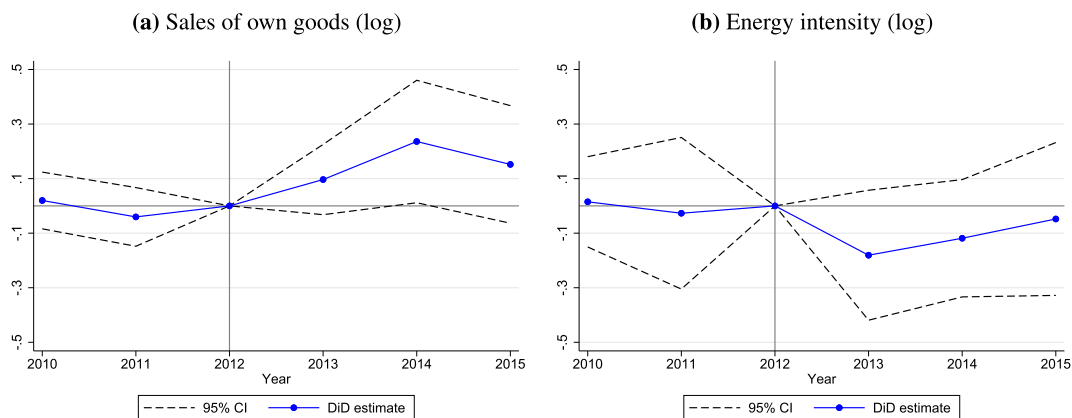 (a) Sales of own goods (log)
.5
.3
.1
-.1
-.3
-.5
2010 2011 2012 2013 2014 2015
Year
95% CI DiD estimate
(b) Energy intensity (log)
.5
.3
.1
-.1
-.3
-.5
2010 2011 2012 2013 2014 2015
Year
95% CI DiD estimate